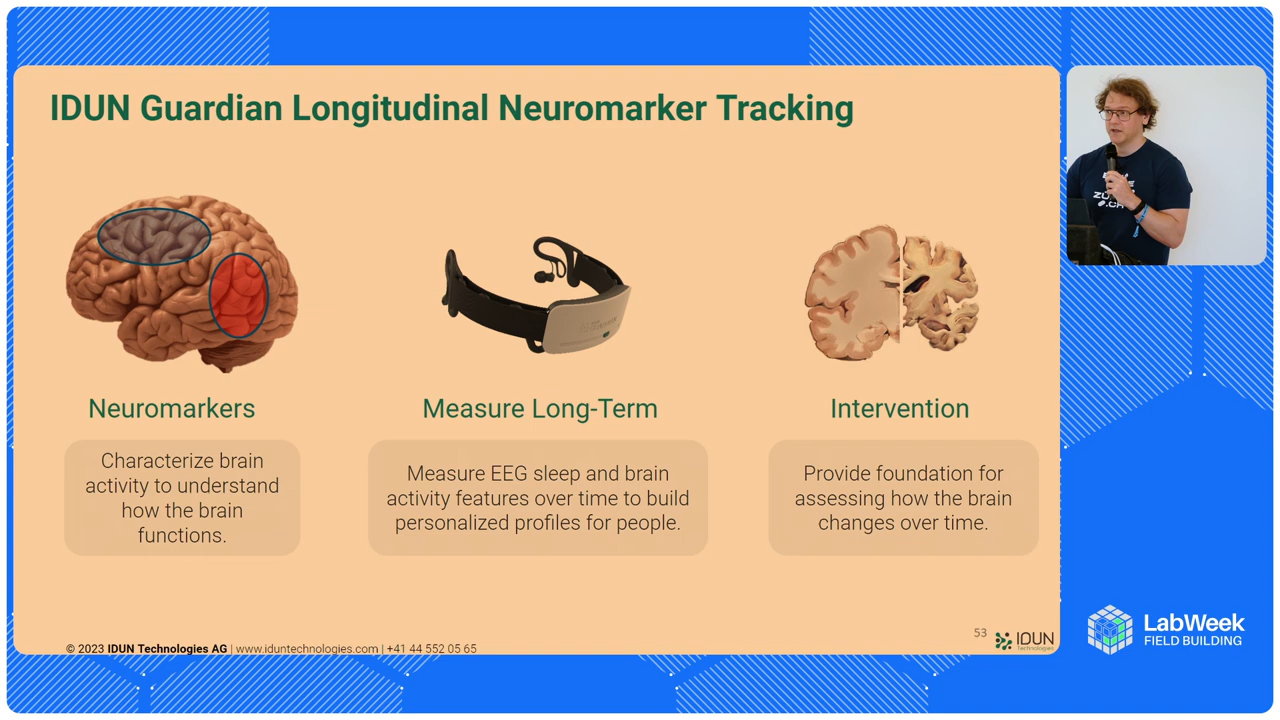 IDUN Guardian Longitudinal Neuromarker Tracking
Neuromarkers
Characterize brain
activity to understand
how the brain
functions.
Measure Long-Term
Measure EEG sleep and brain
activity features over time to build
personalized profiles for people.
Intervention
Provide foundation for
assessing how the brain
changes over time.
© 2023 IDUN Technologies AG | www.iduntechnologies.com | +41 44 552 05 65
53
IDUN
Technologies
LabWeek
FIELD BUILDING